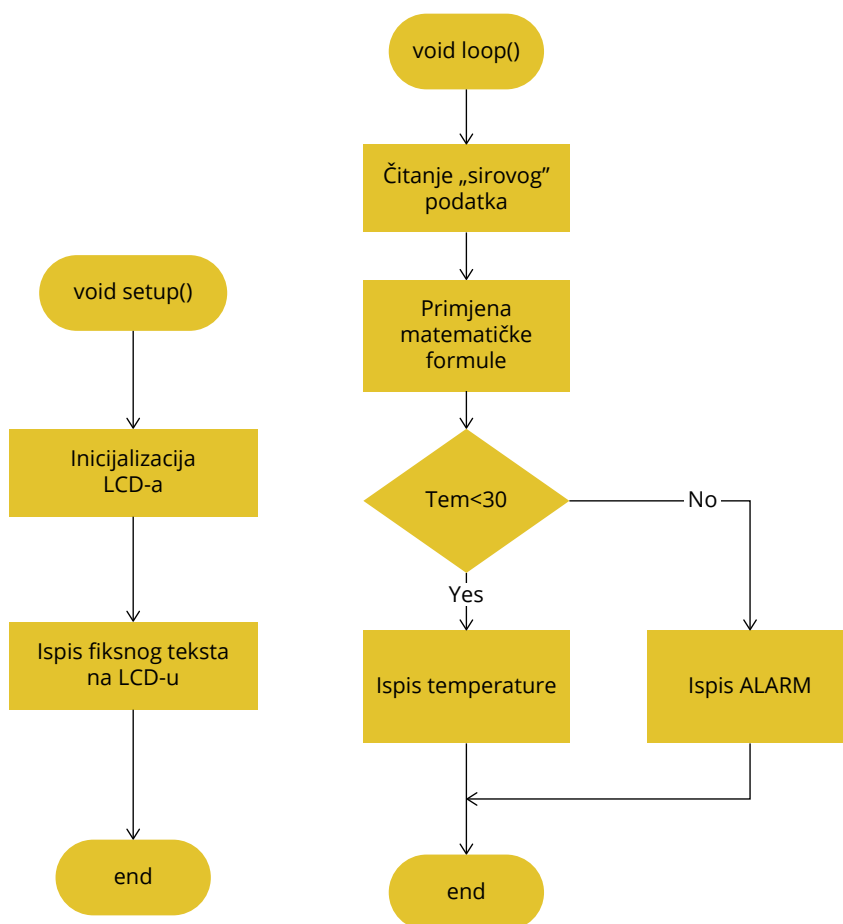 void setup()
Inicijalizacija
LCD-a
Ispis fiksnog teksta
na LCD-u
end
void loop()
Čitanje „sirovog”
podatka
Primjena
matematičke
formule
Tem<30
No
Yes
Ispis temperature
Ispis ALARM
end